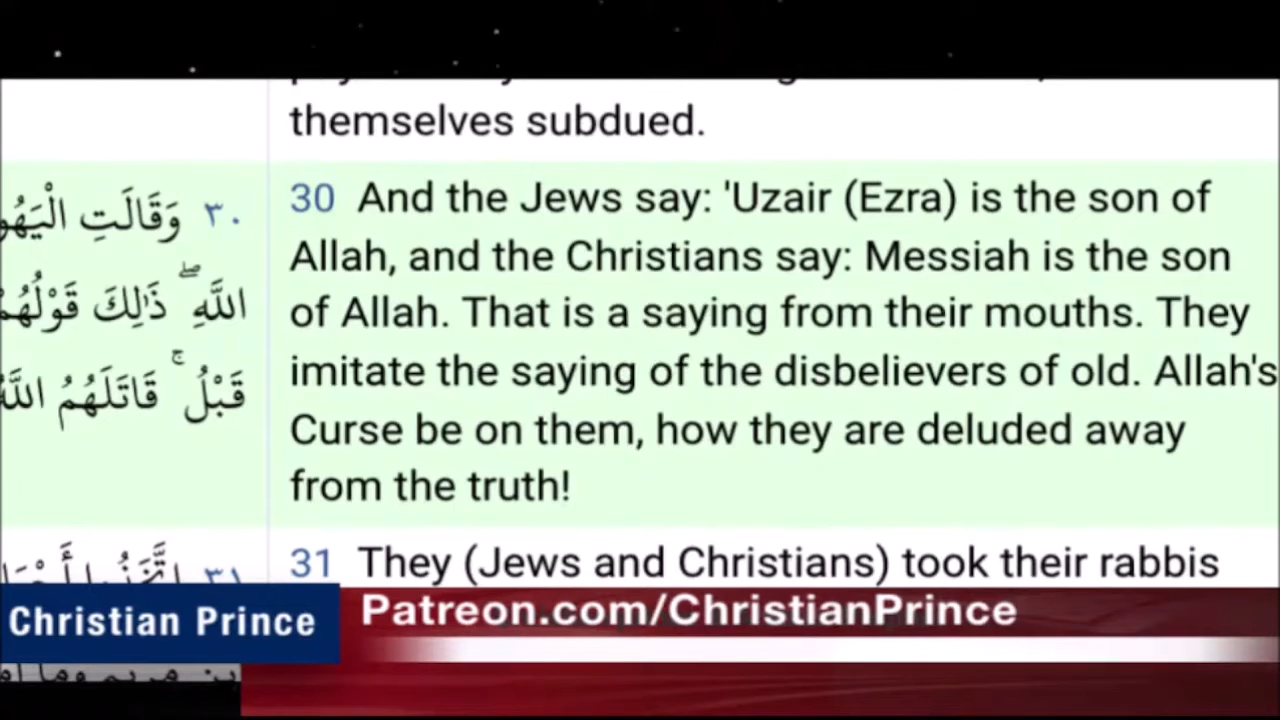 themselves subdued.
٣٠ وَقَالَتِ
30 And the Jews say: 'Uzair (Ezra) is the son of
Allah, and the Christians say: Messiah is the son
اللَّهِ ۖ ذَٰلِكَ
of Allah. That is a saying from their mouths. They
imitate the saying of the disbelievers of old. Allah's
قَبْلُ ۚ قَاتَلَهُمُ
Curse be on them, how they are deluded away
from the truth!
٣١
31 They (Jews and Christians) took their rabbis
Christian Prince
Patreon.com/ChristianPrince